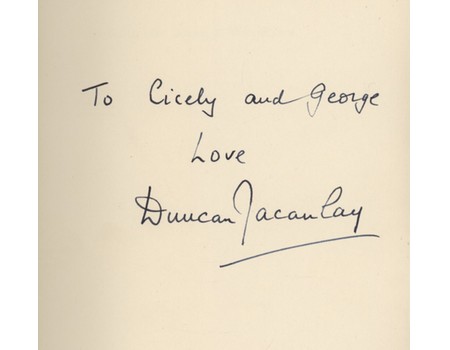 To Cicely and George
Love
Duncan Macaulay